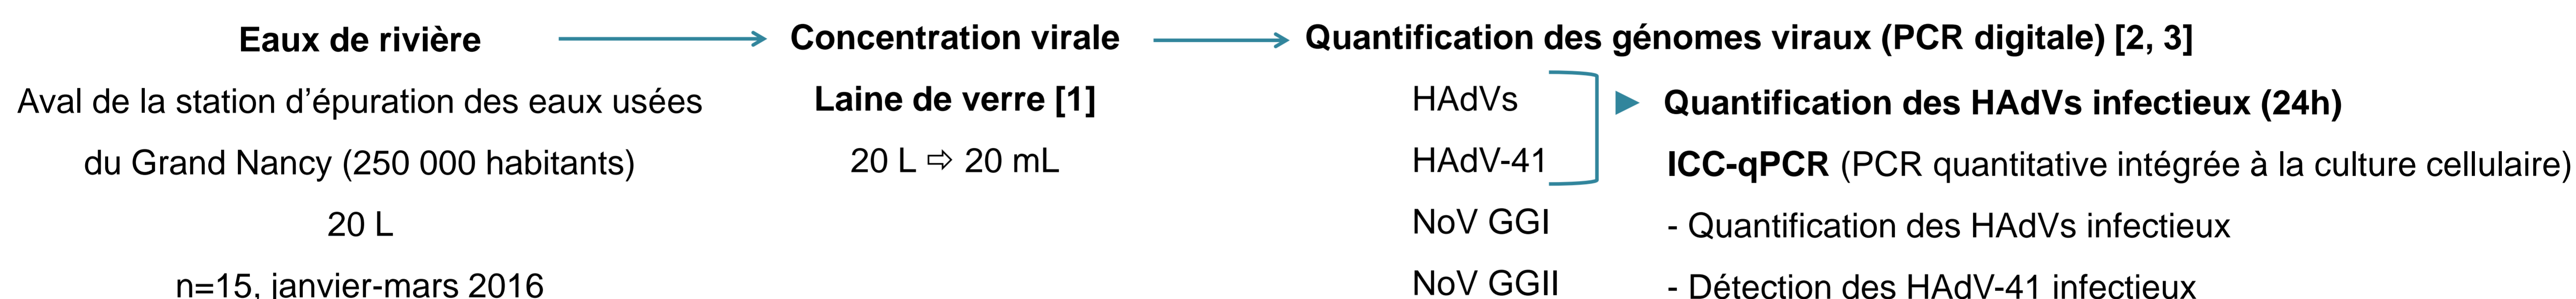 Eaux de rivière
Aval de la station d'épuration des eaux usées
du Grand Nancy (250 000 habitants)
20 L
n=15, janvier-mars 2016
Concentration virale
Laine de verre [1]
20 L ⇨ 20 mL
Quantification des génomes viraux (PCR digitale) [2, 3]
HAdVs
HAdV-41
NoV GGI
NoV GGII
Quantification des HAdVs infectieux (24h)
ICC-qPCR (PCR quantitative intégrée à la culture cellulaire)
- Quantification des HAdVs infectieux
- Détection des HAdV-41 infectieux